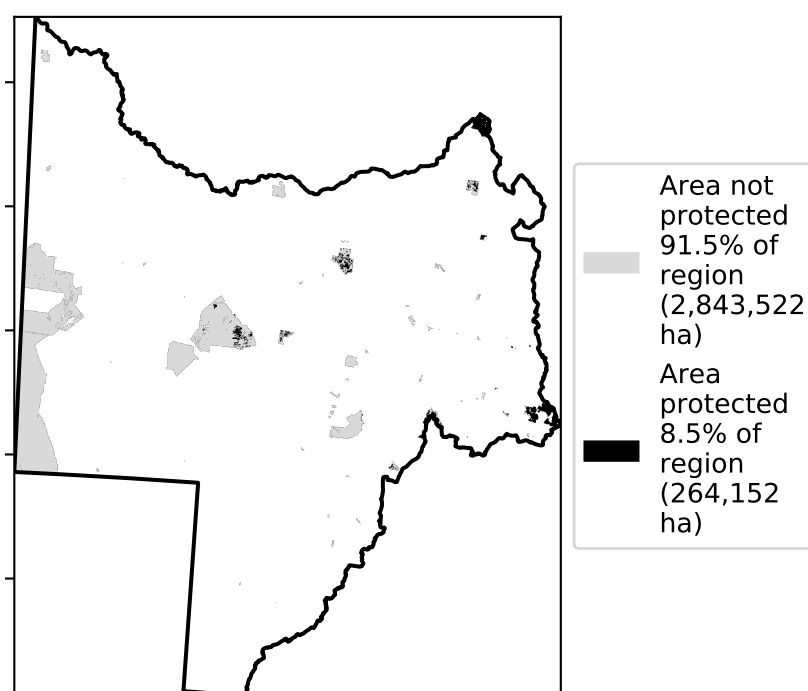 Area not
protected
91.5% of
region
(2,843,522
ha)
Area
protected
8.5% of
region
(264,152
ha)